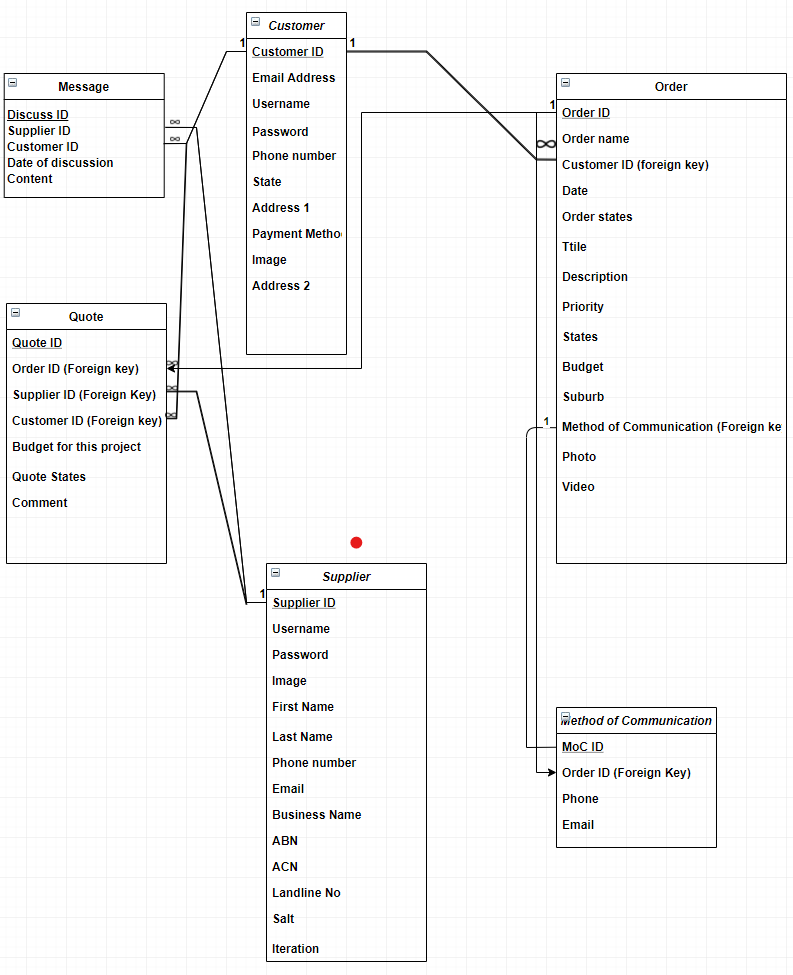 Customer
1
1
Customer ID
Email Address
Username
Password
Phone number
State
Address 1
Payment Metho
Image
Address 2
Message
Discuss ID
Supplier ID
Customer ID
Date of discussion
Content
∞
∞
Order
1
Order ID
Order name
∞
Customer ID (foreign key)
Date
Order states
Ttile
Description
Priority
States
Budget
Suburb
1
Method of Communication (Foreign ke
Photo
Video
Quote
Quote ID
Order ID (Foreign key)
∞
Supplier ID (Foreign Key)
∞
Customer ID (Foreign key)
∞
Budget for this project
Quote States
Comment
Supplier
1
Supplier ID
Username
Password
Image
First Name
Last Name
Phone number
Email
Business Name
ABN
ACN
Landline No
Salt
Iteration
Method of Communication
MoC ID
Order ID (Foreign Key)
Phone
Email